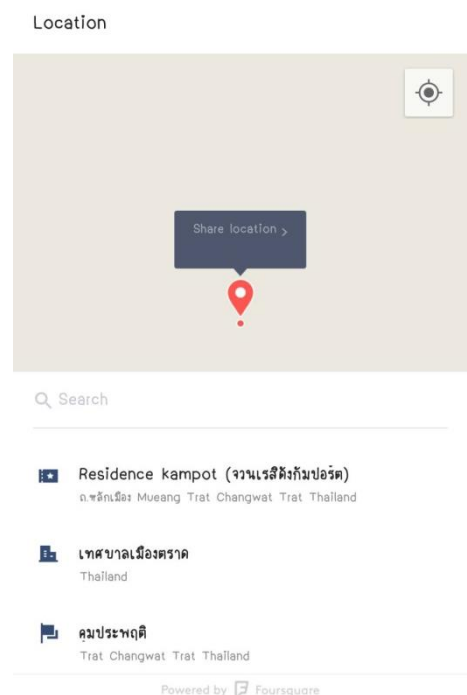 Location
Share location >
Search
Residence kampot (จวนเรสิดังกัมปอร์ต)
ถ.หลักเมือง Mueang Trat Changwat Trat Thailand
เทศบาลเมืองตราด
Thailand
คุมประพฤติ
Trat Changwat Trat Thailand
Powered by Foursquare